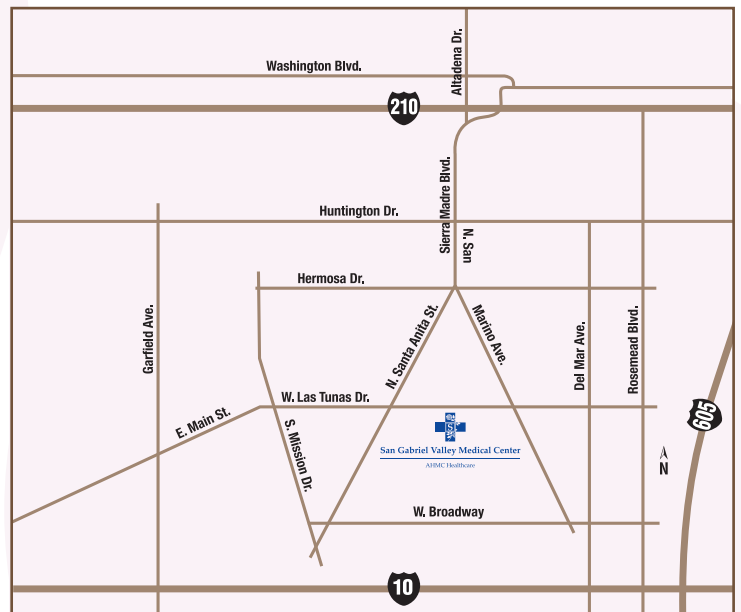 Altadena Dr.
Washington Blvd.
210
Sierra Madre Blvd.
Huntington Dr.
N. San
Hermosa Dr.
Garfield Ave.
N. Santa Anita St.
Marino Ave.
Del Mar Ave.
Rosemead Blvd.
W. Las Tunas Dr.
E. Main St.
S. Mission Dr.
605
San Gabriel Valley Medical Center
AHMC Healthcare
N
W. Broadway
10